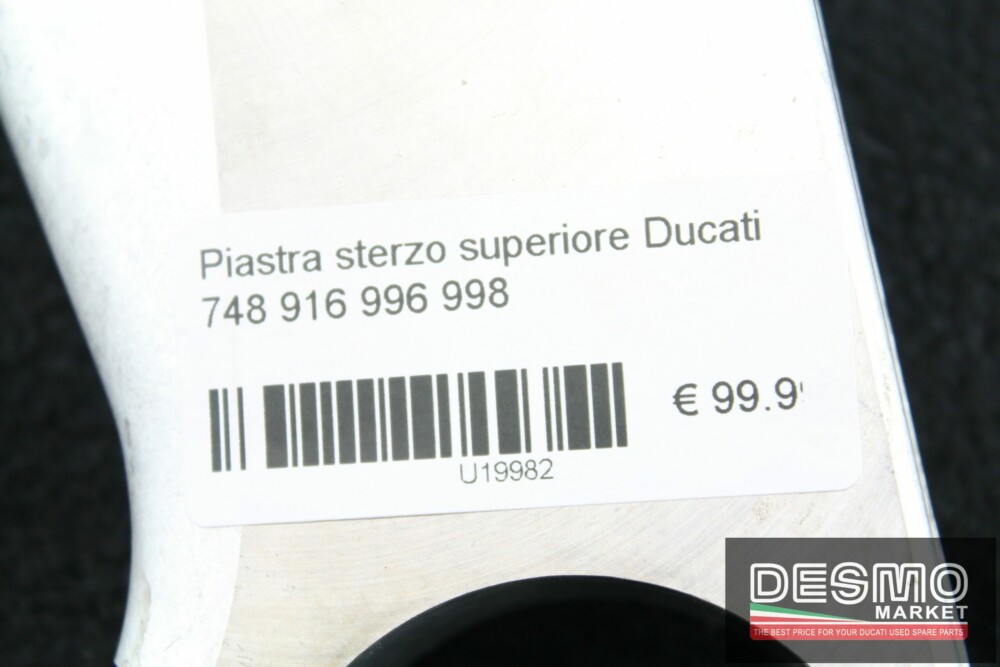 Piastra sterzo superiore Ducati
748 916 996 998
€ 99.9
U19982
DESMO
MARKET
THE BEST PRICE FOR YOUR DUCATI USED SPARE PARTS